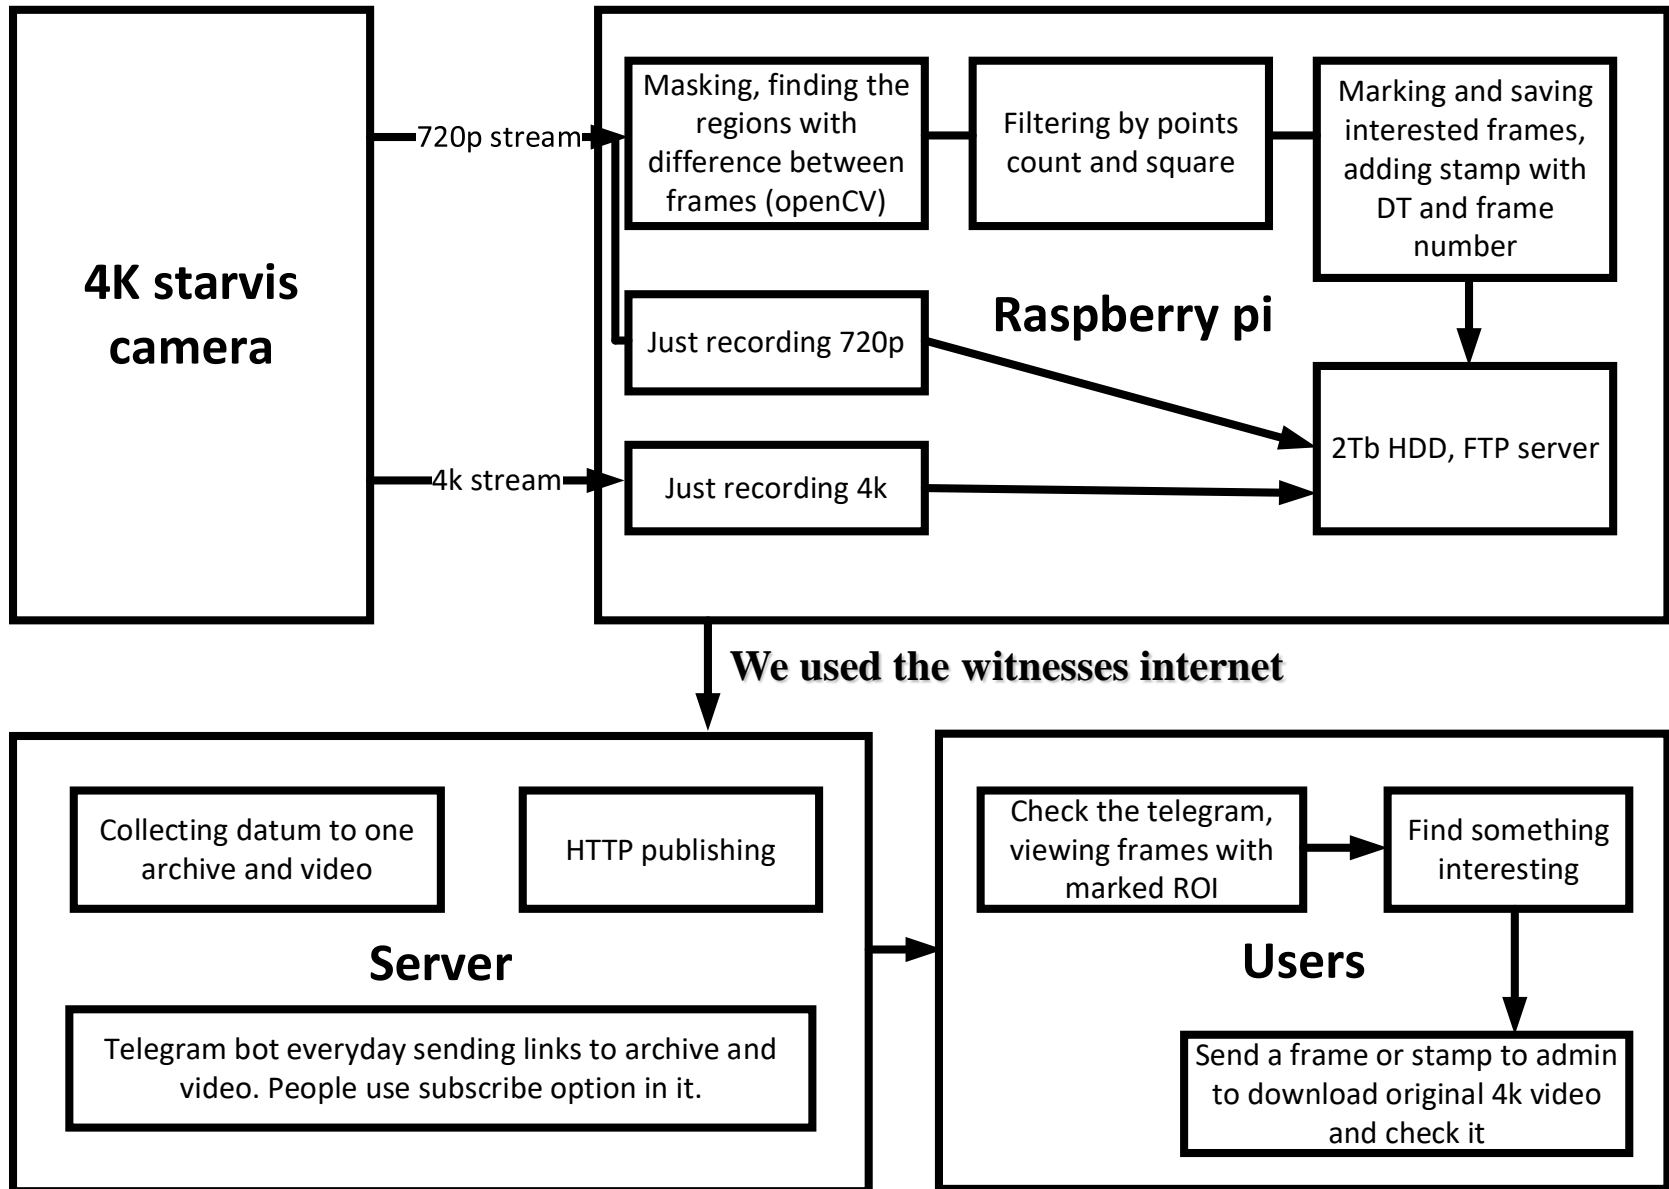 4K starvis
camera
720p stream
4k stream
Masking, finding the
regions with
difference between
frames (openCV)
Filtering by points
count and square
Marking and saving
interested frames,
adding stamp with
DT and frame
number
Raspberry pi
Just recording 720p
Just recording 4k
2Tb HDD, FTP server
We used the witnesses internet
Collecting datum to one
archive and video
HTTP publishing
Server
Telegram bot everyday sending links to archive and
video. People use subscribe option in it.
Check the telegram,
viewing frames with
marked ROI
Find something
interesting
Users
Send a frame or stamp to admin
to download original 4k video
and check it